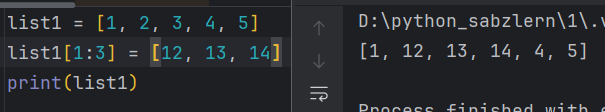 list1 = [1, 2, 3, 4, 5]
list1[1:3] = [12, 13, 14]
print(list1)
D:\python_sabzlern\1\.v
[1, 12, 13, 14, 4, 5]
Process finished with